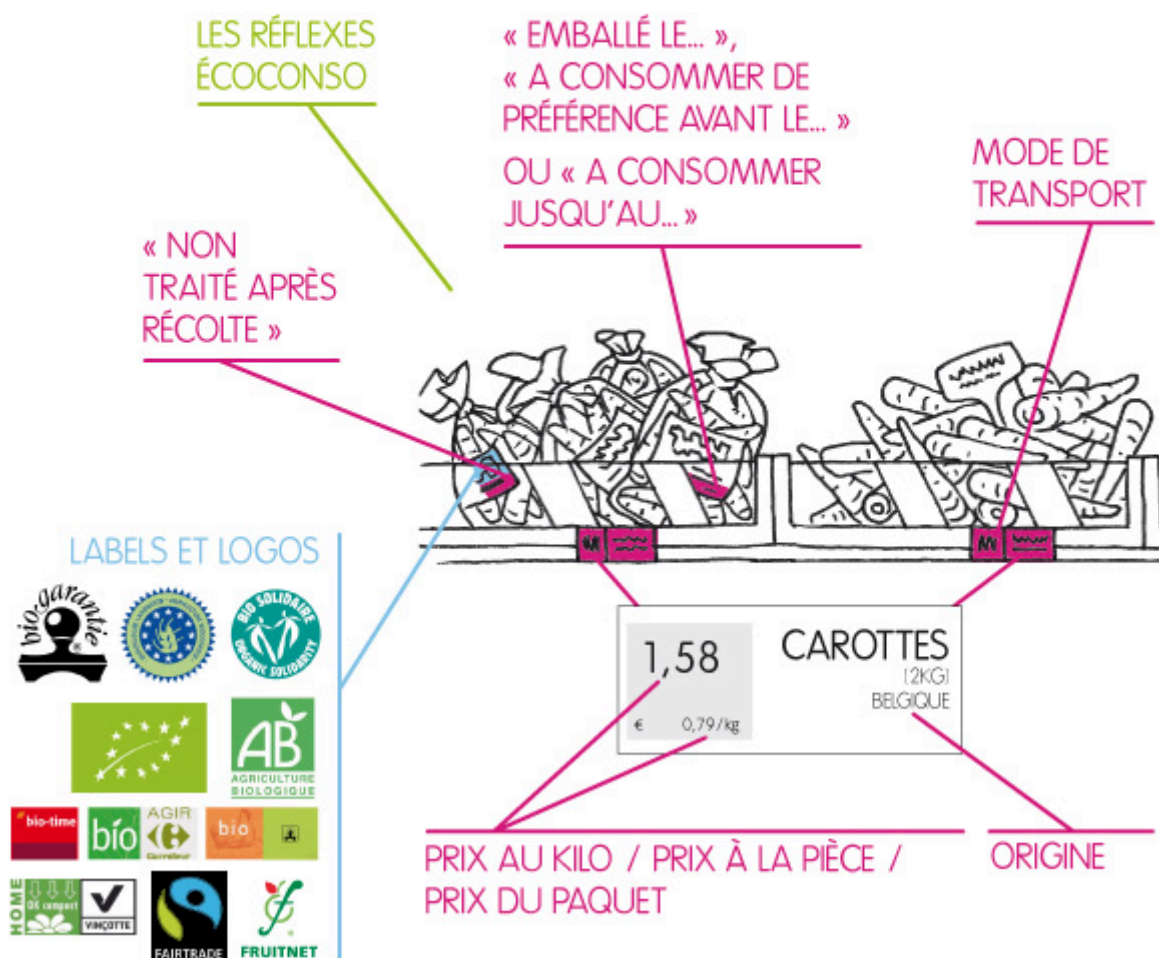 LES RÉFLEXES
ÉCOCONSO
« EMBALLÉ LE... »,
« A CONSOMMER DE
PRÉFÉRENCE AVANT LE... »
OU « A CONSOMMER
JUSQU'AU... »
MODE DE
TRANSPORT
« NON
TRAITÉ APRÈS
RÉCOLTE »
LABELS ET LOGOS
bio-garantie
BIO SOLIDAIRE
ORGANIC SOLIDARITY
AB
AGRICULTURE
BIOLOGIQUE
bio-time
bio
AGIR
Carrefour
bio
HOME
OK compost
VINÇOTTE
FAIRTRADE
FRUITNET
1,58
€ 0,79/kg
CAROTTES
(2KG)
BELGIQUE
PRIX AU KILO / PRIX À LA PIÈCE /
PRIX DU PAQUET
ORIGINE